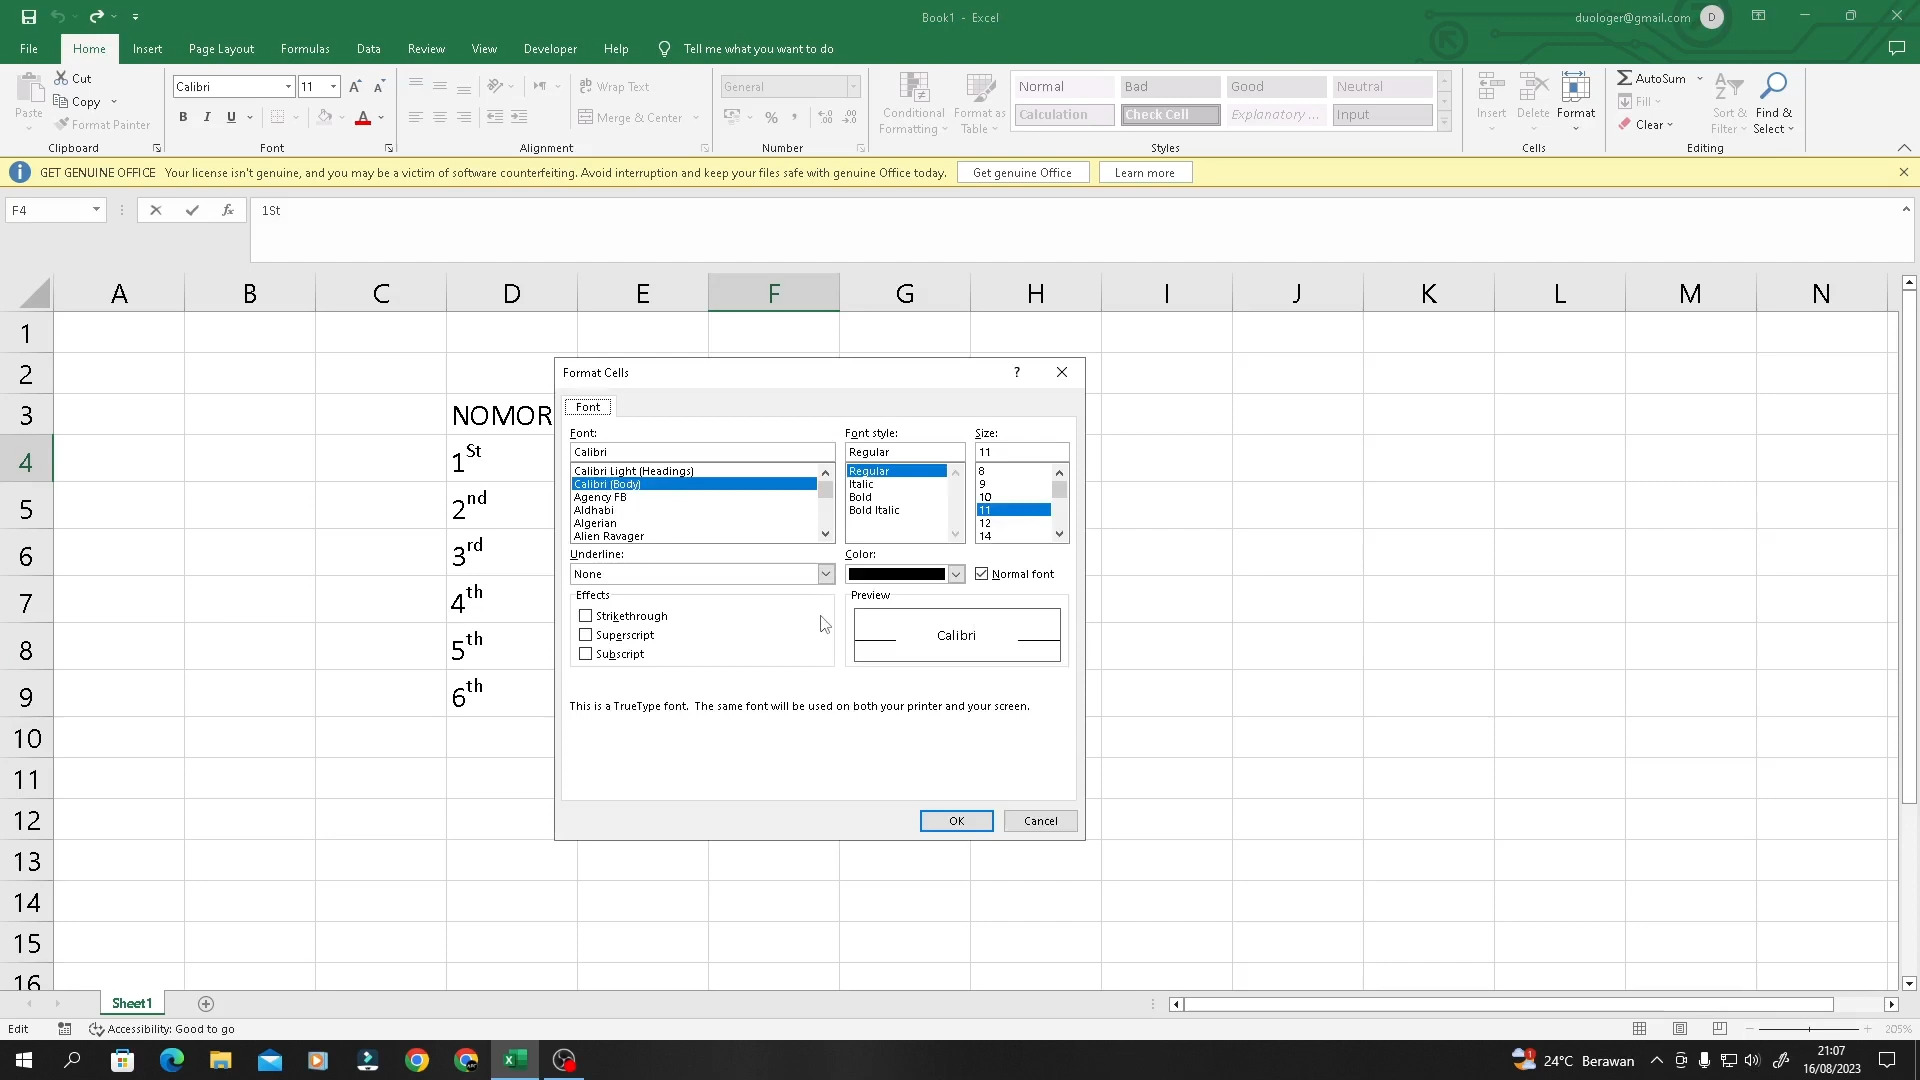 Book1 - Excel
duologer@gmail.com D
File Home Insert Page Layout Formulas Data Review View Developer Help Tell me what you want to do
Paste
Cut
Copy
Format Painter
Clipboard
Calibri 11
B I U A
Font
Wrap Text
Merge & Center
Alignment
General
% ,
Number
Conditional Formatting
Format as Table
Normal Bad Good Neutral
Calculation Check Cell Explanatory ... Input
Styles
Insert Delete Format
Cells
AutoSum
Fill
Clear
Sort & Filter
Find & Select
Editing
GET GENUINE OFFICE Your license isn't genuine, and you may be a victim of software counterfeiting. Avoid interruption and keep your files safe with genuine Office today. Get genuine Office Learn more
F4 fx 1St
A B C D E F G H I J K L M N
1
2
3 NOMOR
4 1St
5 2nd
6 3rd
7 4th
8 5th
9 6th
10
11
12
13
14
15
16
Format Cells ?
Font
Font: Font style: Size:
Calibri Regular 11
Calibri Light (Headings) Regular 8
Calibri (Body) Italic 9
Agency FB Bold 10
Aldhabi Bold Italic 11
Algerian 12
Alien Ravager 14
Underline: Color:
None Normal font
Effects Preview
Strikethrough
Superscript Calibri
Subscript
This is a TrueType font. The same font will be used on both your printer and your screen.
OK Cancel
Sheet1
Edit Accessibility: Good to go 205%
24°C Berawan 21:07
16/08/2023